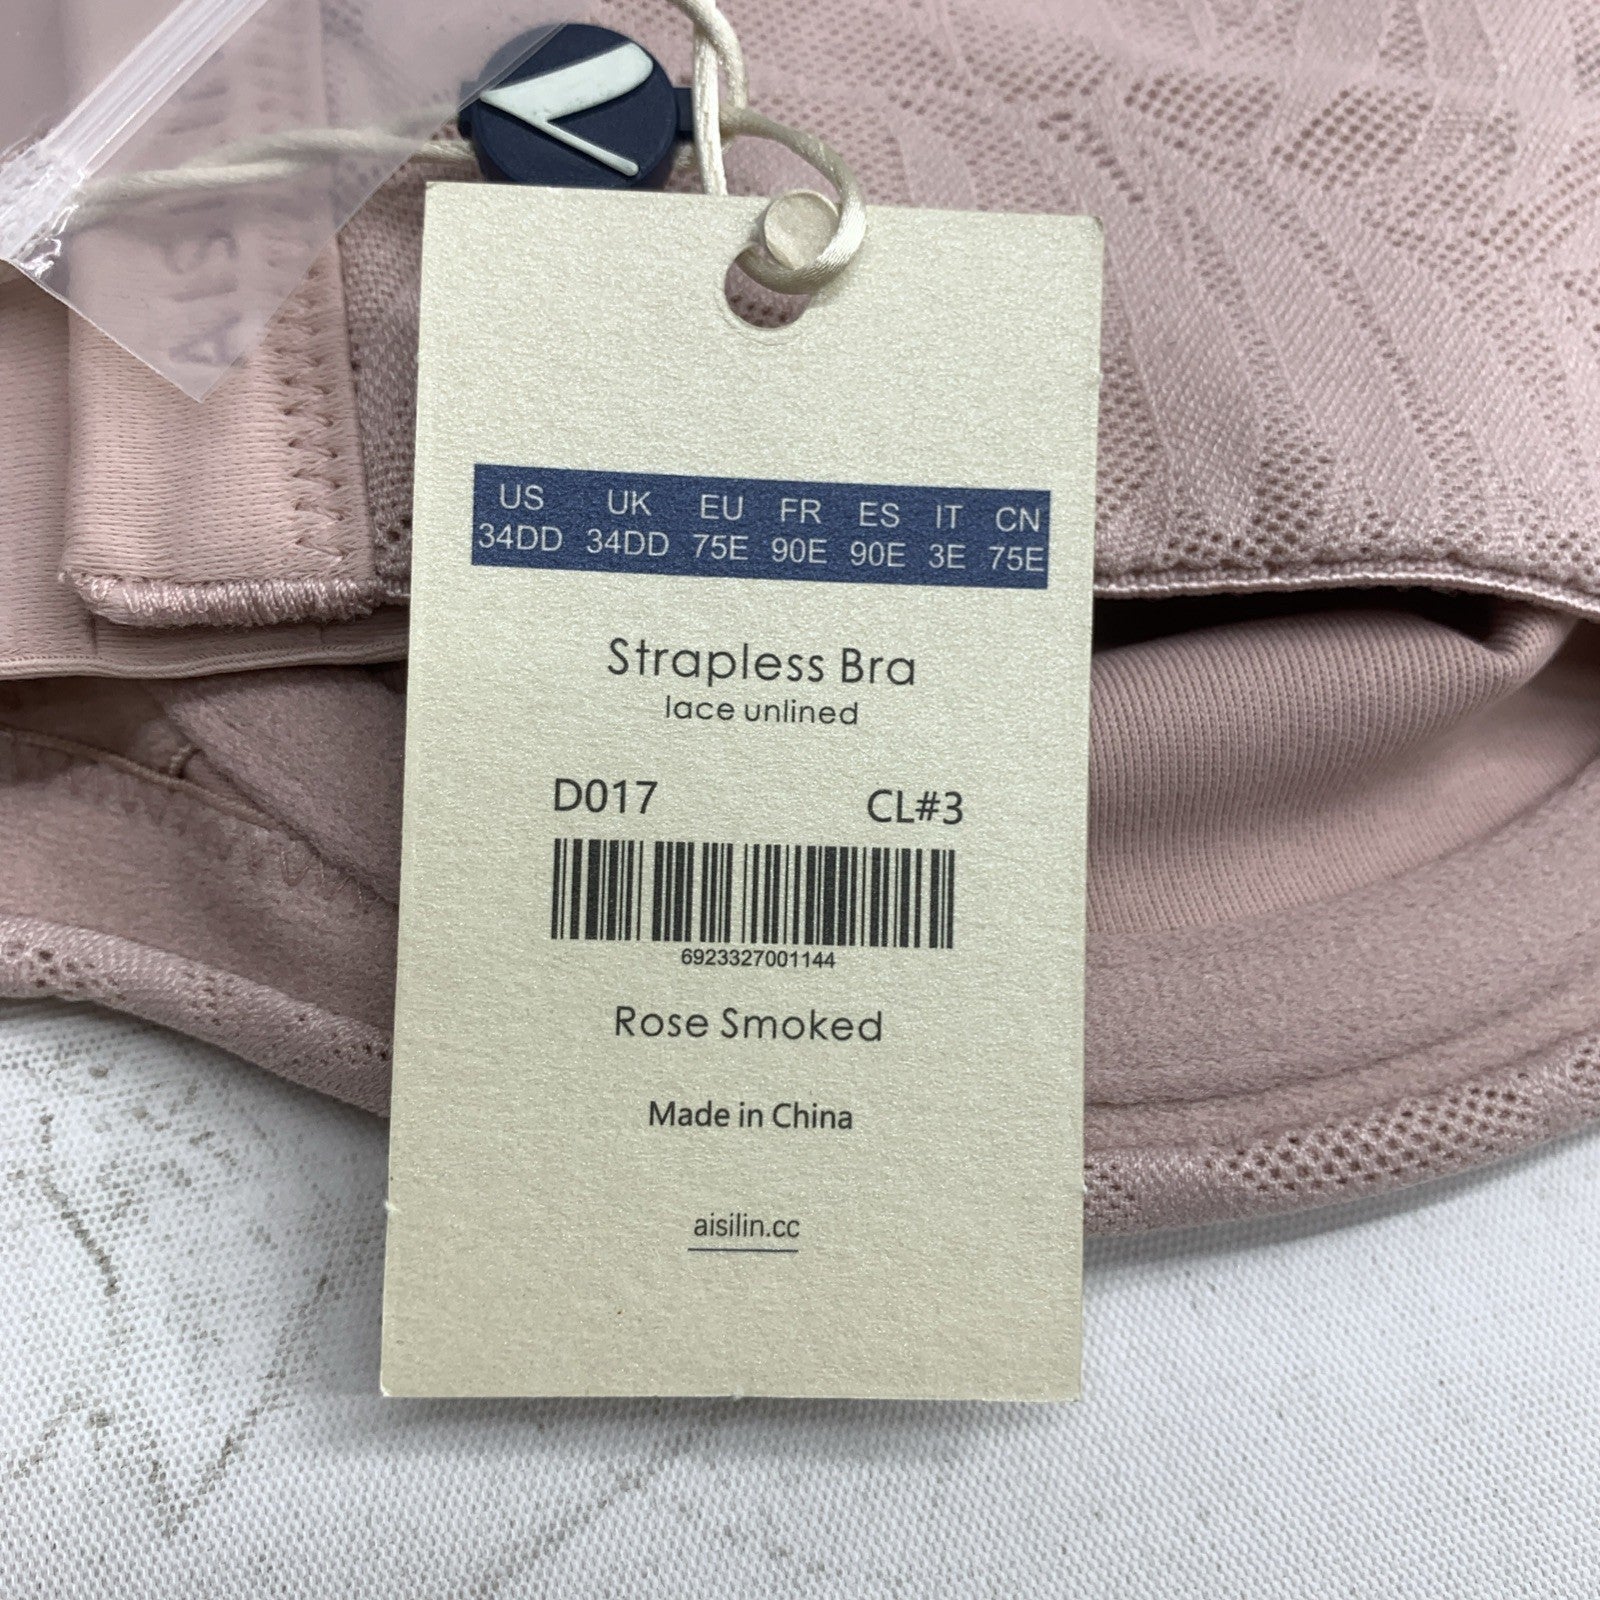 AISILIN
US UK EU FR ES IT CN
34DD 34DD 75E 90E 90E 3E 75E
Strapless Bra
lace unlined
D017 CL#3
6923327001144
Rose Smoked
Made in China
aisilin.cc